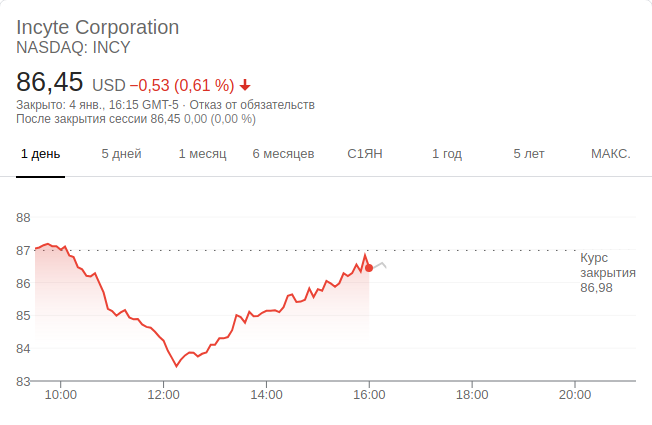 Incyte Corporation
NASDAQ: INCY
86,45 USD −0,53 (0,61 %)
Закрыто: 4 янв., 16:15 GMT-5 · Отказ от обязательств
После закрытия сессии 86,45 0,00 (0,00 %)
1 день 5 дней 1 месяц 6 месяцев С1ЯН 1 год 5 лет МАКС.
88
87
86
85
84
83
Курс
закрытия
86,98
10:00 12:00 14:00 16:00 18:00 20:00